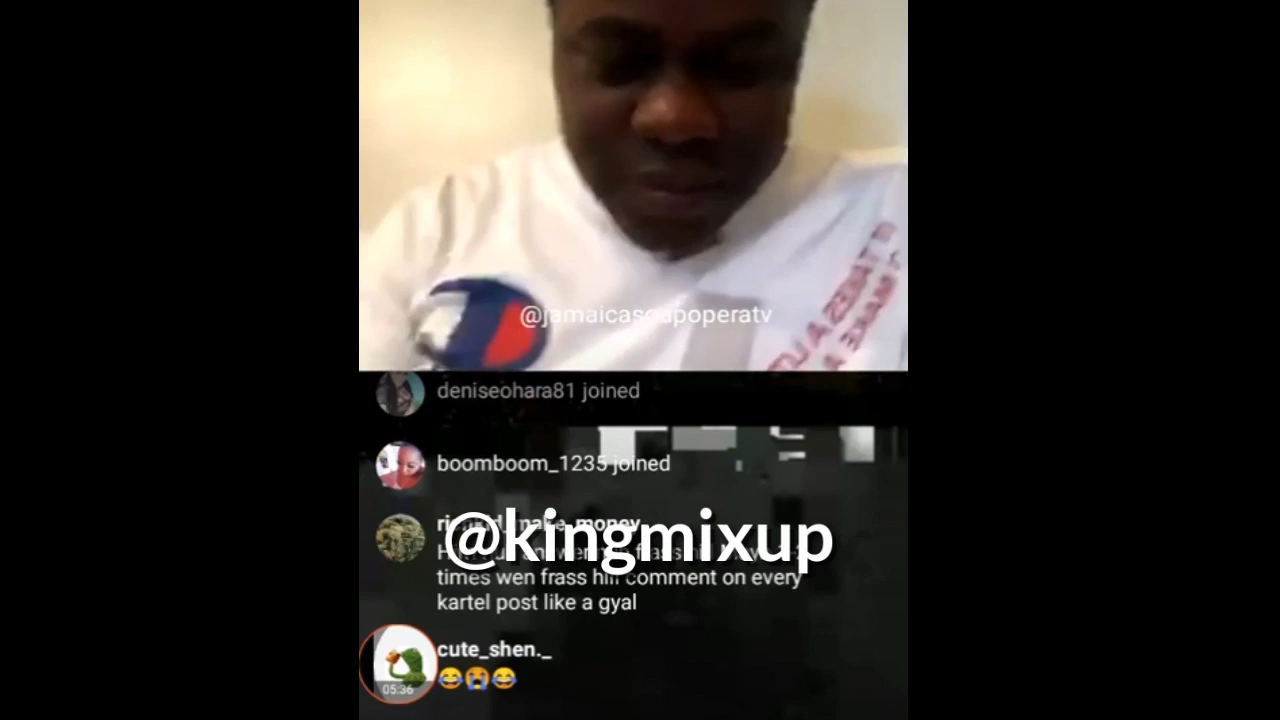 @jamaicasoapoperatv
deniseohara81 joined
boomboom_1235 joined
@kingmixup
times wen frass hill comment on every
kartel post like a gyal
cute_shen._
😂😭😂
05:36